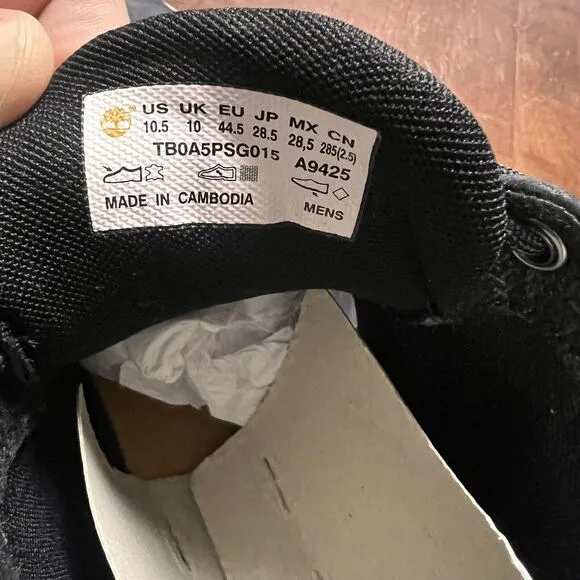 US UK EU JP MX CN
10.5 10 44.5 28.5 28,5 285(2.5)
TB0A5PSG015 A9425
MADE IN CAMBODIA MENS